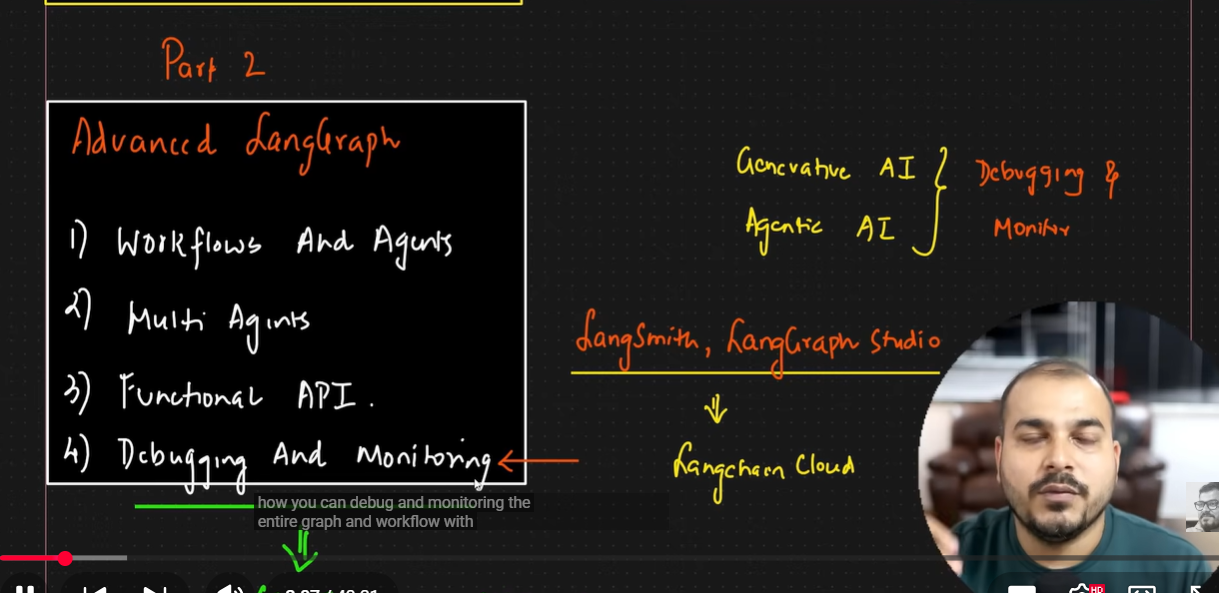 Part 2
Advanced LangGraph
1) Workflows And Agents
2) Multi Agents
3) Functional API.
4) Debugging And Monitoring
Generative AI
Agentic AI
Debugging &
Monitor
LangSmith, LangGraph Studio
Langchain Cloud
how you can debug and monitoring the
entire graph and workflow with
HD